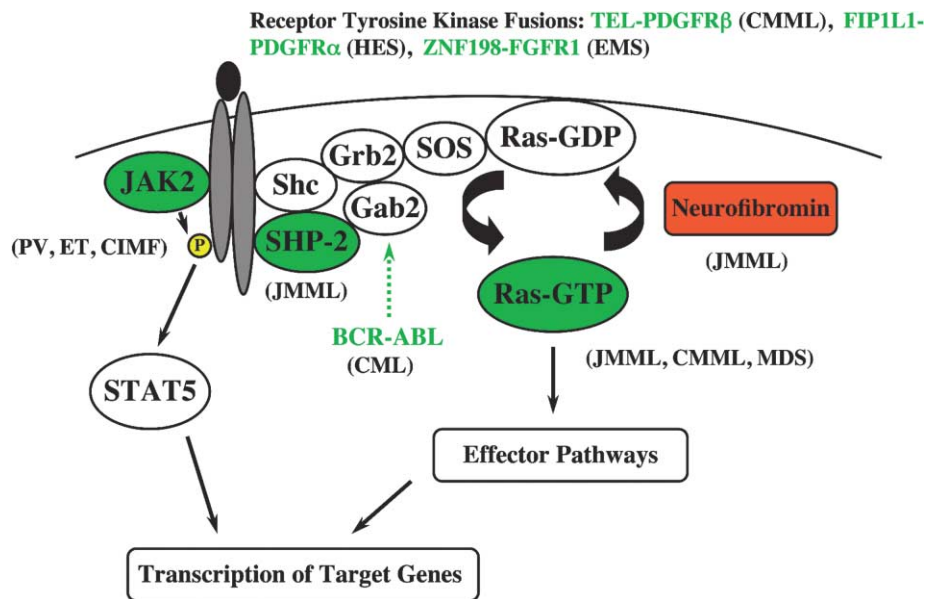 Receptor Tyrosine Kinase Fusions: TEL-PDGFRβ (CMML), FIP1L1-
PDGFRα (HES), ZNF198-FGFR1 (EMS)
Ras-GDP
SOS
Grb2
Shc
JAK2
Gab2
Neurofibromin
P
(PV, ET, CIMF)
SHP-2
(JMML)
(JMML)
Ras-GTP
BCR-ABL
(CML)
(JMML, CMML, MDS)
STAT5
Effector Pathways
Transcription of Target Genes